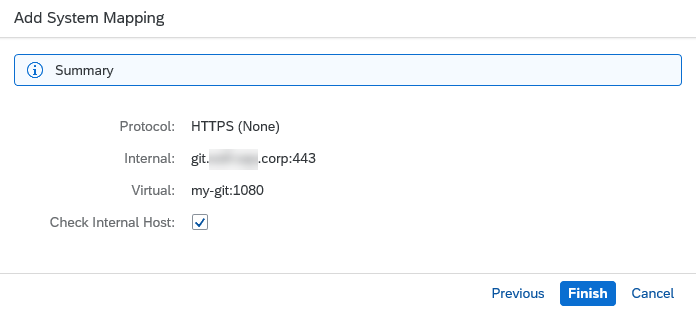 Add System Mapping
Summary
Protocol: HTTPS (None)
Internal: git. .corp:443
Virtual: my-git:1080
Check Internal Host:
Previous Finish Cancel